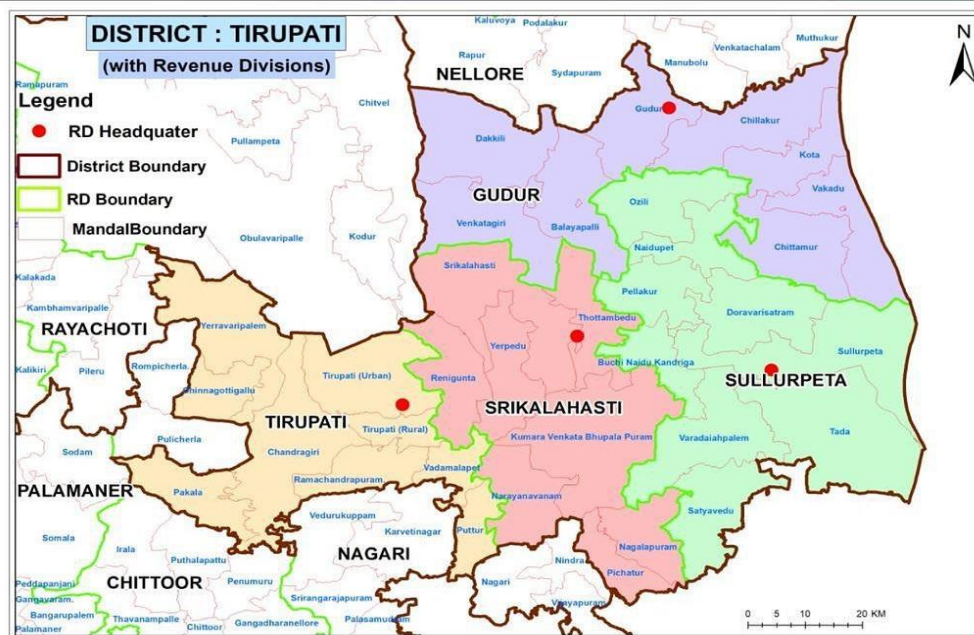 DISTRICT : TIRUPATI
(with Revenue Divisions)
Legend
RD Headquater
District Boundary
RD Boundary
MandalBoundary
N
Kaluvoya
Podalakur
Muthukur
Venkatachalam
Rapur
Manubolu
NELLORE
Sydapuram
Ramapuram
Chitvel
Gudur
Chillakur
Pullampeta
Dakkili
Kota
GUDUR
Vakadu
Ozili
Venkatagiri
Balayapalli
Obulavaripalle
Kodur
Naidupet
Chittamur
Srikalahasti
Kalakada
Pellakur
Kambhamvaripalle
Doravarisatram
Thottambedu
RAYACHOTI
Yerravaripalem
Yerpedu
Sullurpeta
Kalikiri
Pileru
Rompicherla
Buchi Naidu Kandriga
Tirupati (Urban)
Renigunta
SULLURPETA
Chinnagottigallu
SRIKALAHASTI
TIRUPATI
Tirupati (Rural)
Tada
Pulicherla
Kumara Venkata Bhupala Puram
Varadaiahpalem
Sodam
Chandragiri
Vadamalapet
Ramachandrapuram
PALAMANER
Pakala
Narayanavanam
Satyavedu
Vedurukuppam
Puttur
Karvetinagar
Somala
Irala
NAGARI
Nagalapuram
Puthalapattu
Nindra
Pichatur
CHITTOOR
Penumuru
Nagari
Peddapanjani
Gangavaram
Srirangarajapuram
Vijayapuram
Bangarupalem
Thavanampalle
Chittoor
Gangadharanellore
Palasamudram
Palamaner
0 5 10 20 KM